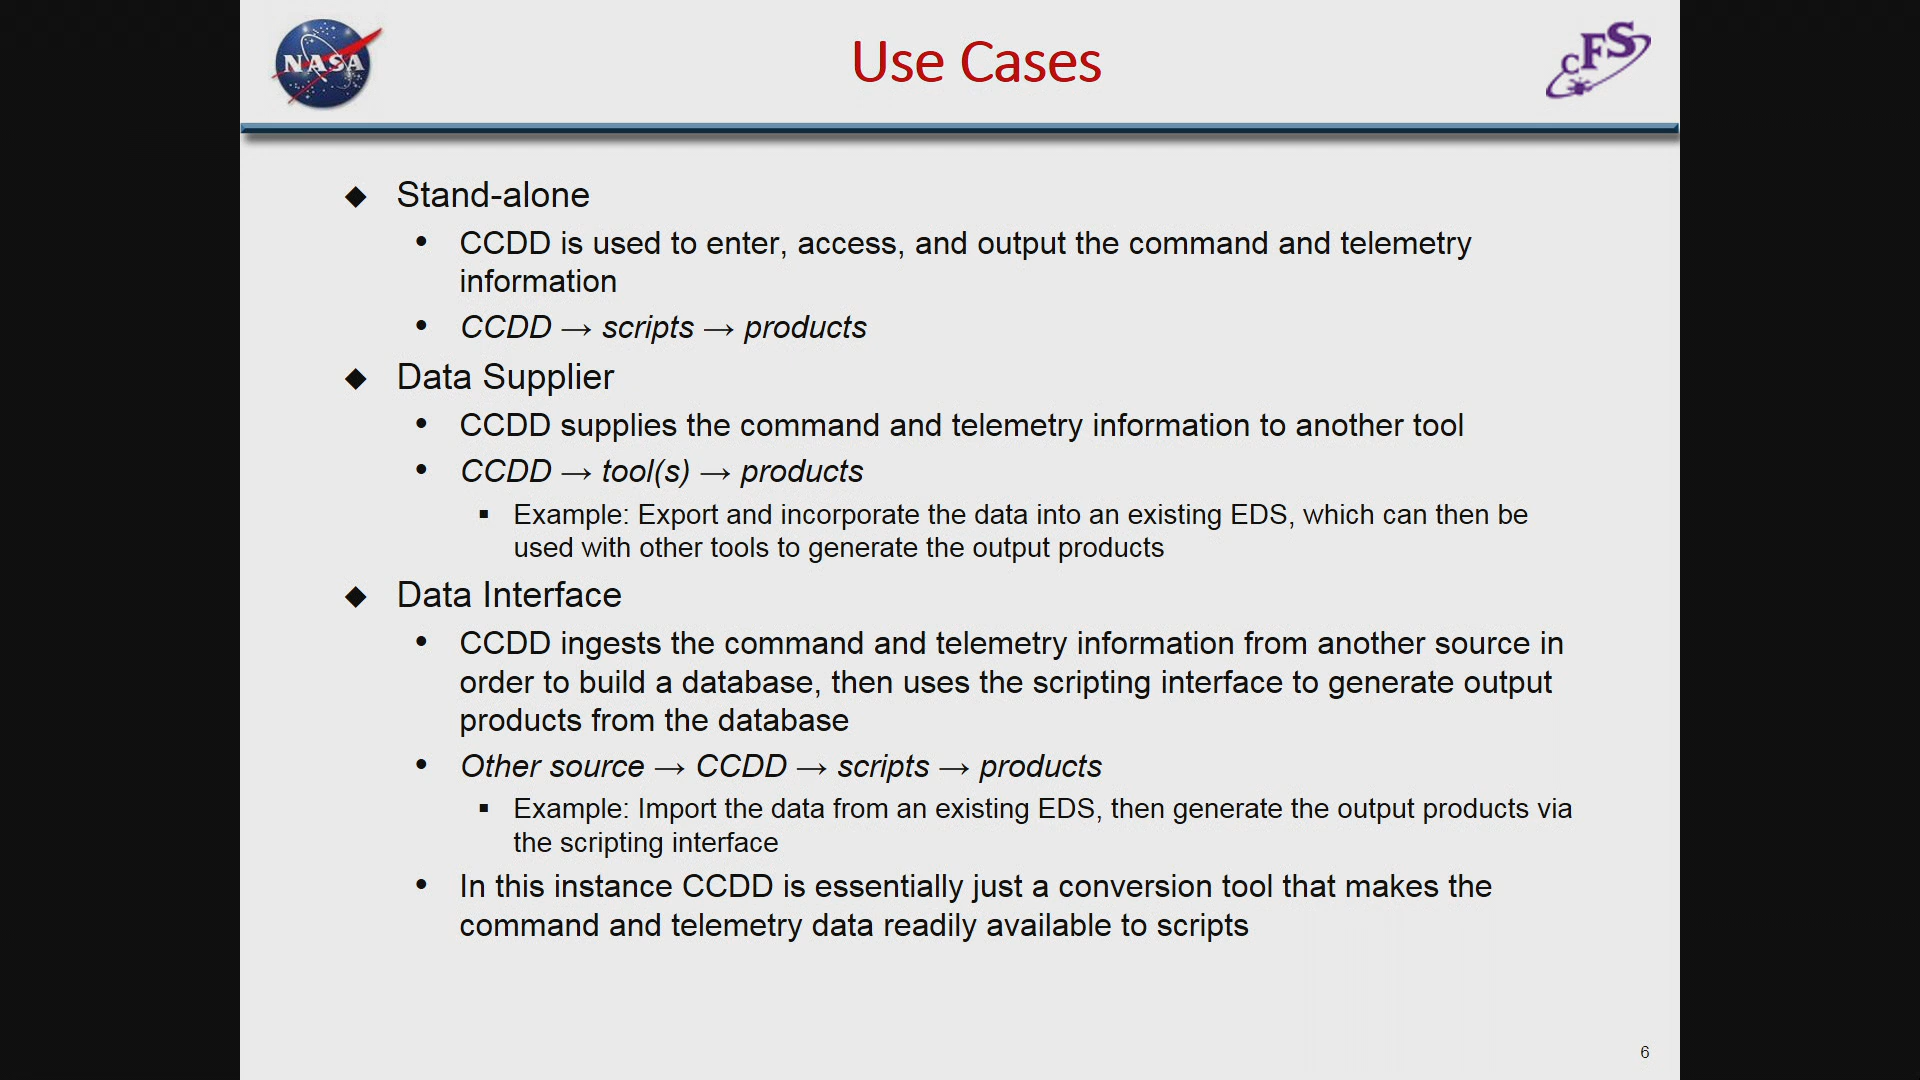 NASA
Use Cases
cFS
Stand-alone
CCDD is used to enter, access, and output the command and telemetry
information
CCDD → scripts → products
Data Supplier
CCDD supplies the command and telemetry information to another tool
CCDD → tool(s) → products
Example: Export and incorporate the data into an existing EDS, which can then be
used with other tools to generate the output products
Data Interface
CCDD ingests the command and telemetry information from another source in
order to build a database, then uses the scripting interface to generate output
products from the database
Other source → CCDD → scripts → products
Example: Import the data from an existing EDS, then generate the output products via
the scripting interface
In this instance CCDD is essentially just a conversion tool that makes the
command and telemetry data readily available to scripts
6